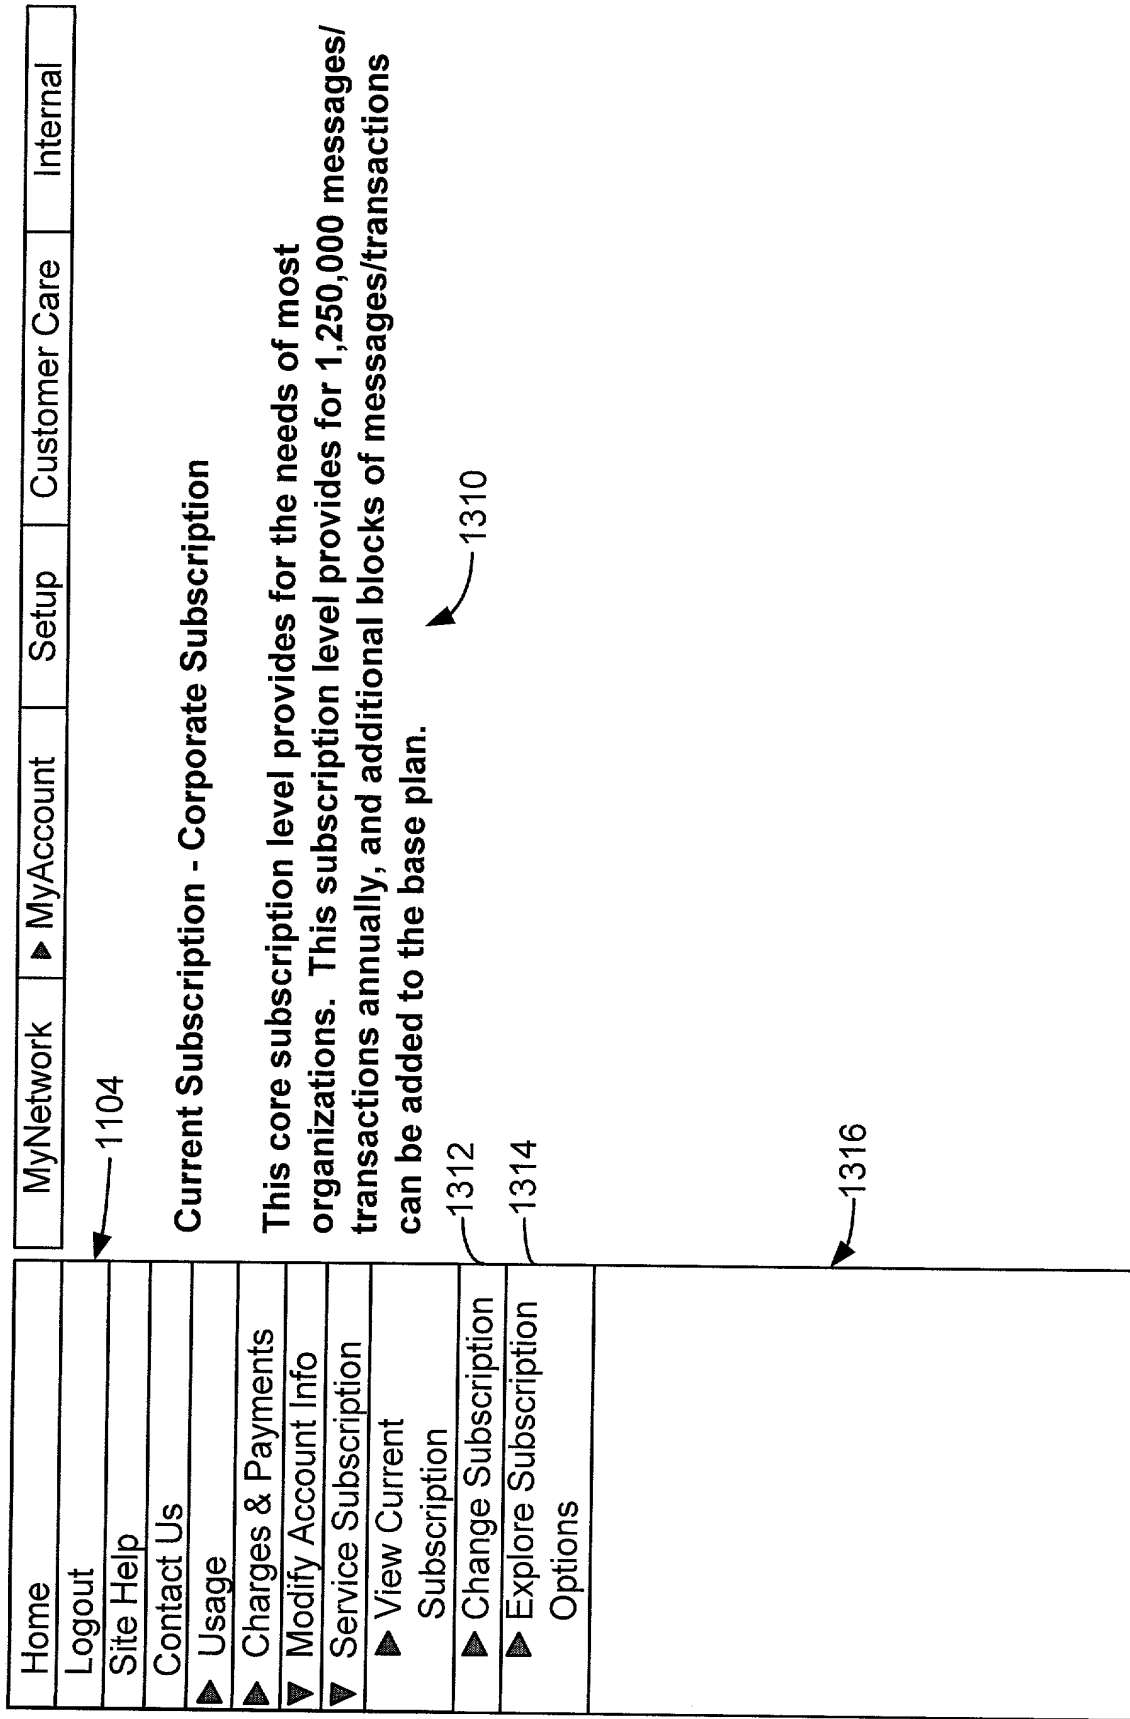 MyNetwork
MyAccount
Setup
Customer Care
Internal
Home
Logout
Site Help
Contact Us
Usage
Charges & Payments
Modify Account Info
Service Subscription
View Current
Subscription
Change Subscription
Explore Subscription
Options
1104
Current Subscription - Corporate Subscription
This core subscription level provides for the needs of most
organizations. This subscription level provides for 1,250,000 messages/
transactions annually, and additional blocks of messages/transactions
can be added to the base plan.
1310
1312
1314
1316